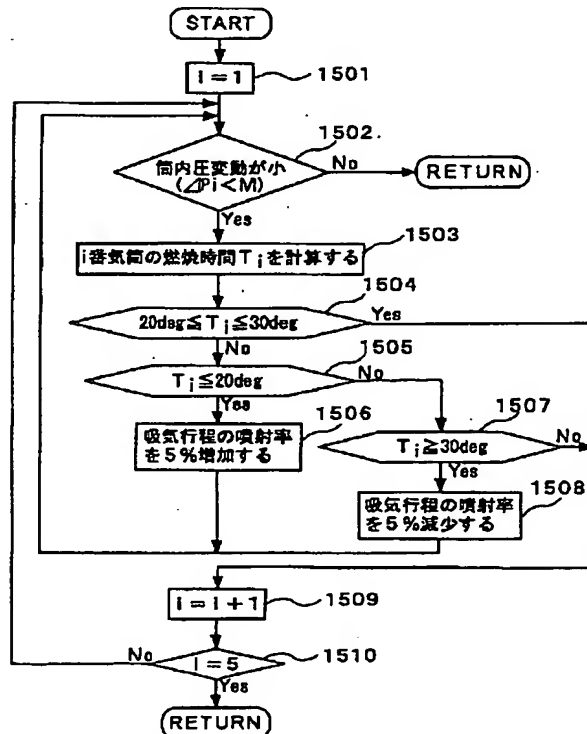 START
I = 1
1501
1502
筒内圧変動が小
(⊿Pi<M)
No
RETURN
Yes
1503
i番気筒の燃焼時間Tiを計算する
1504
20deg≦Ti≦30deg
Yes
No
1505
Ti≦20deg
No
Yes
1506
吸気行程の噴射率
を5%増加する
1507
Ti≧30deg
No
Yes
1508
吸気行程の噴射率
を5%減少する
i = i + 1
1509
No
I = 5
1510
Yes
RETURN